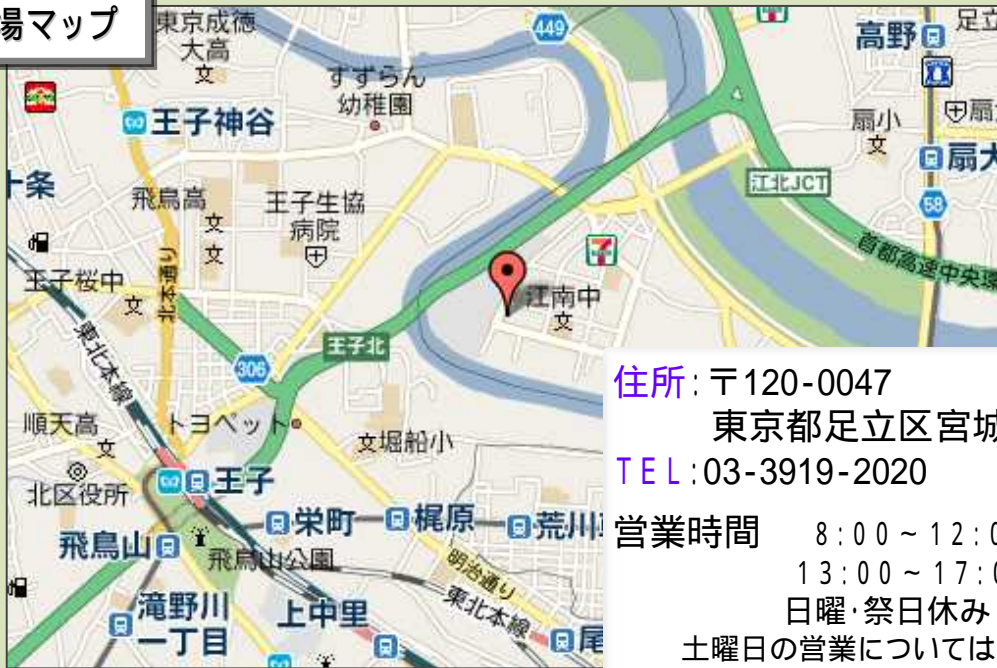 場マップ
東京成徳
大高
文
449
高野
足立
すずらん
幼稚園
王子神谷
扇小
文
扇
扇大
十条
江北JCT
58
飛鳥高
文
文
王子生協
病院
7
首都高速中央環
王子桜中
文
北本通り
江南中
文
東北本線
王子北
306
住所:〒120-0047
東京都足立区宮城
TEL:03-3919-2020
順天高
文
トヨペット
文堀船小
北区役所
王子
営業時間 8:00~12:0
13:00~17:0
日曜・祭日休み
土曜日の営業については
栄町
梶原
荒川
飛鳥山
飛鳥山公園
明治通り
東北本線
滝野川
一丁目
上中里
尾